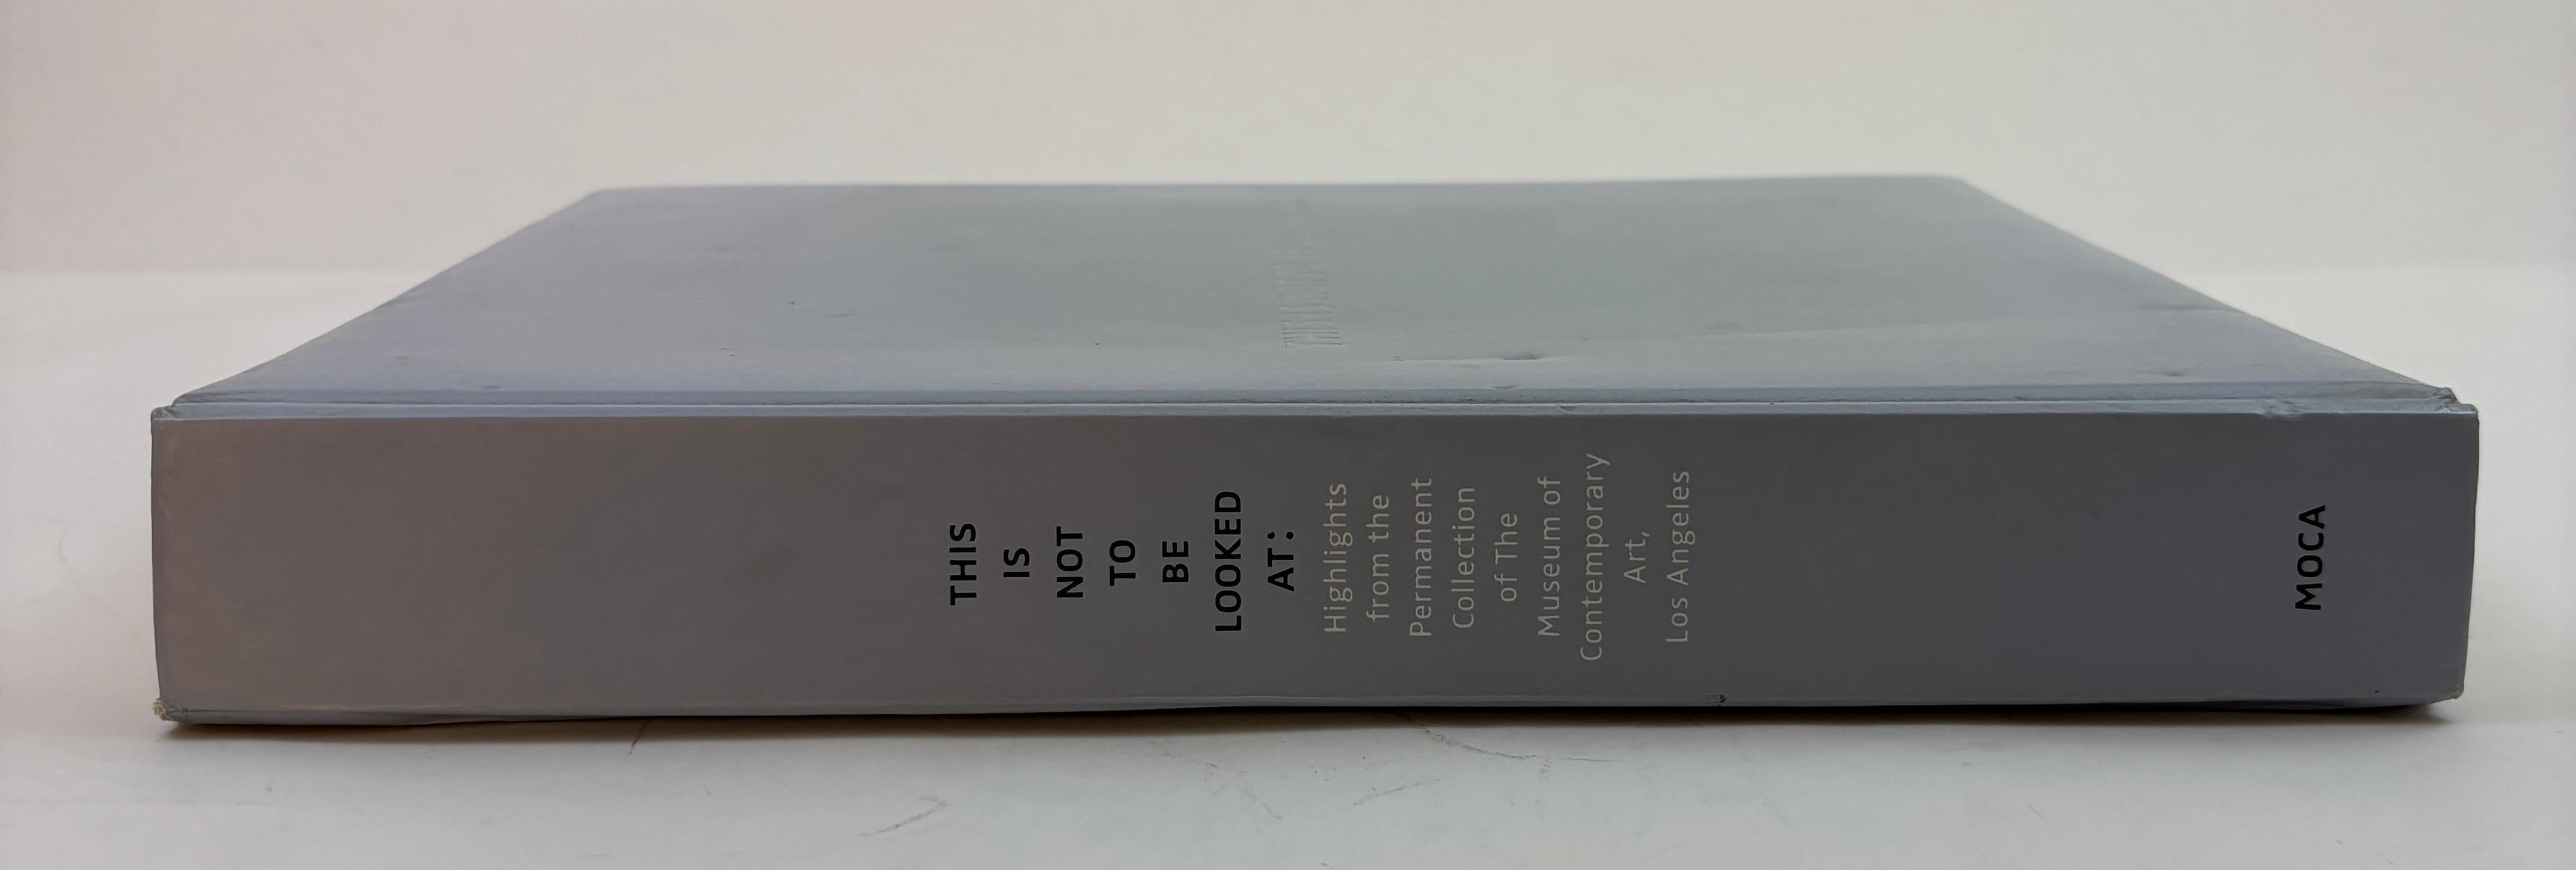 THIS
IS
NOT
TO
BE
LOOKED
AT:
Highlights
from the
Permanent
Collection
of The
Museum of
Contemporary
Art,
Los Angeles
MOCA